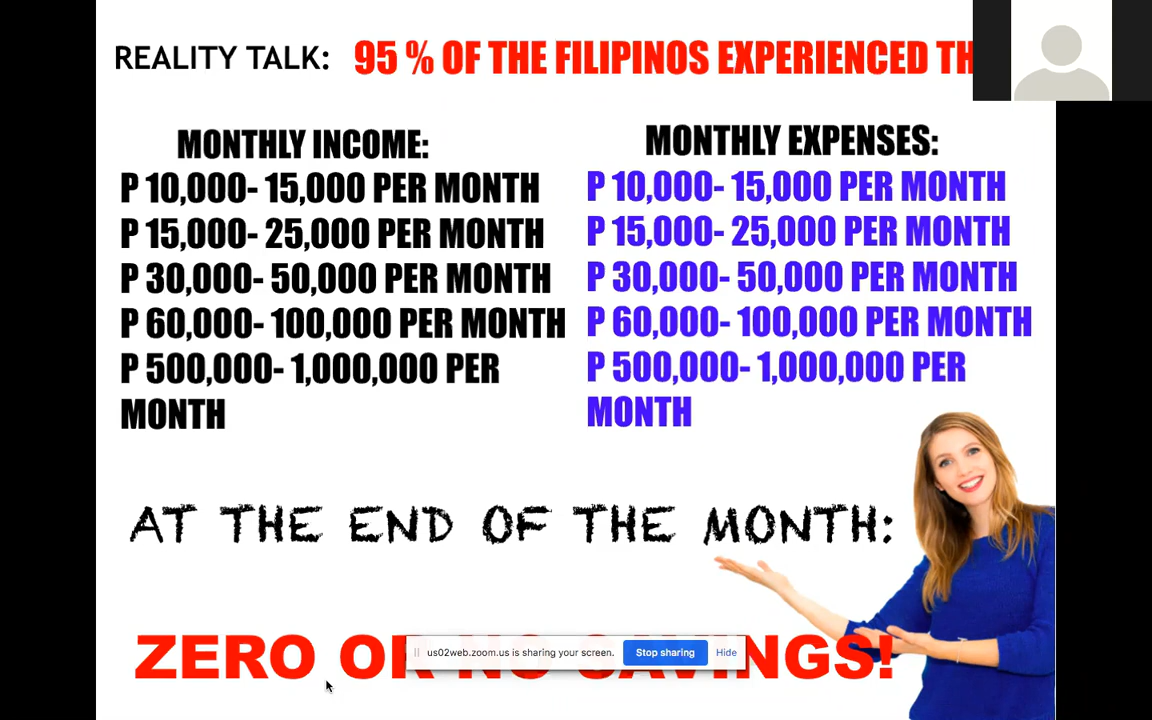 REALITY TALK: 95 % OF THE FILIPINOS EXPERIENCED
MONTHLY INCOME:
P 10,000- 15,000 PER MONTH
P 15,000- 25,000 PER MONTH
P 30,000- 50,000 PER MONTH
P 60,000- 100,000 PER MONTH
P 500,000- 1,000,000 PER
MONTH
MONTHLY EXPENSES:
P 10,000- 15,000 PER MONTH
P 15,000- 25,000 PER MONTH
P 30,000- 50,000 PER MONTH
P 60,000- 100,000 PER MONTH
P 500,000- 1,000,000 PER
MONTH
AT THE END OF THE MONTH:
ZERO OR NO SAVINGS!
us02web.zoom.us is sharing your screen. Stop sharing Hide